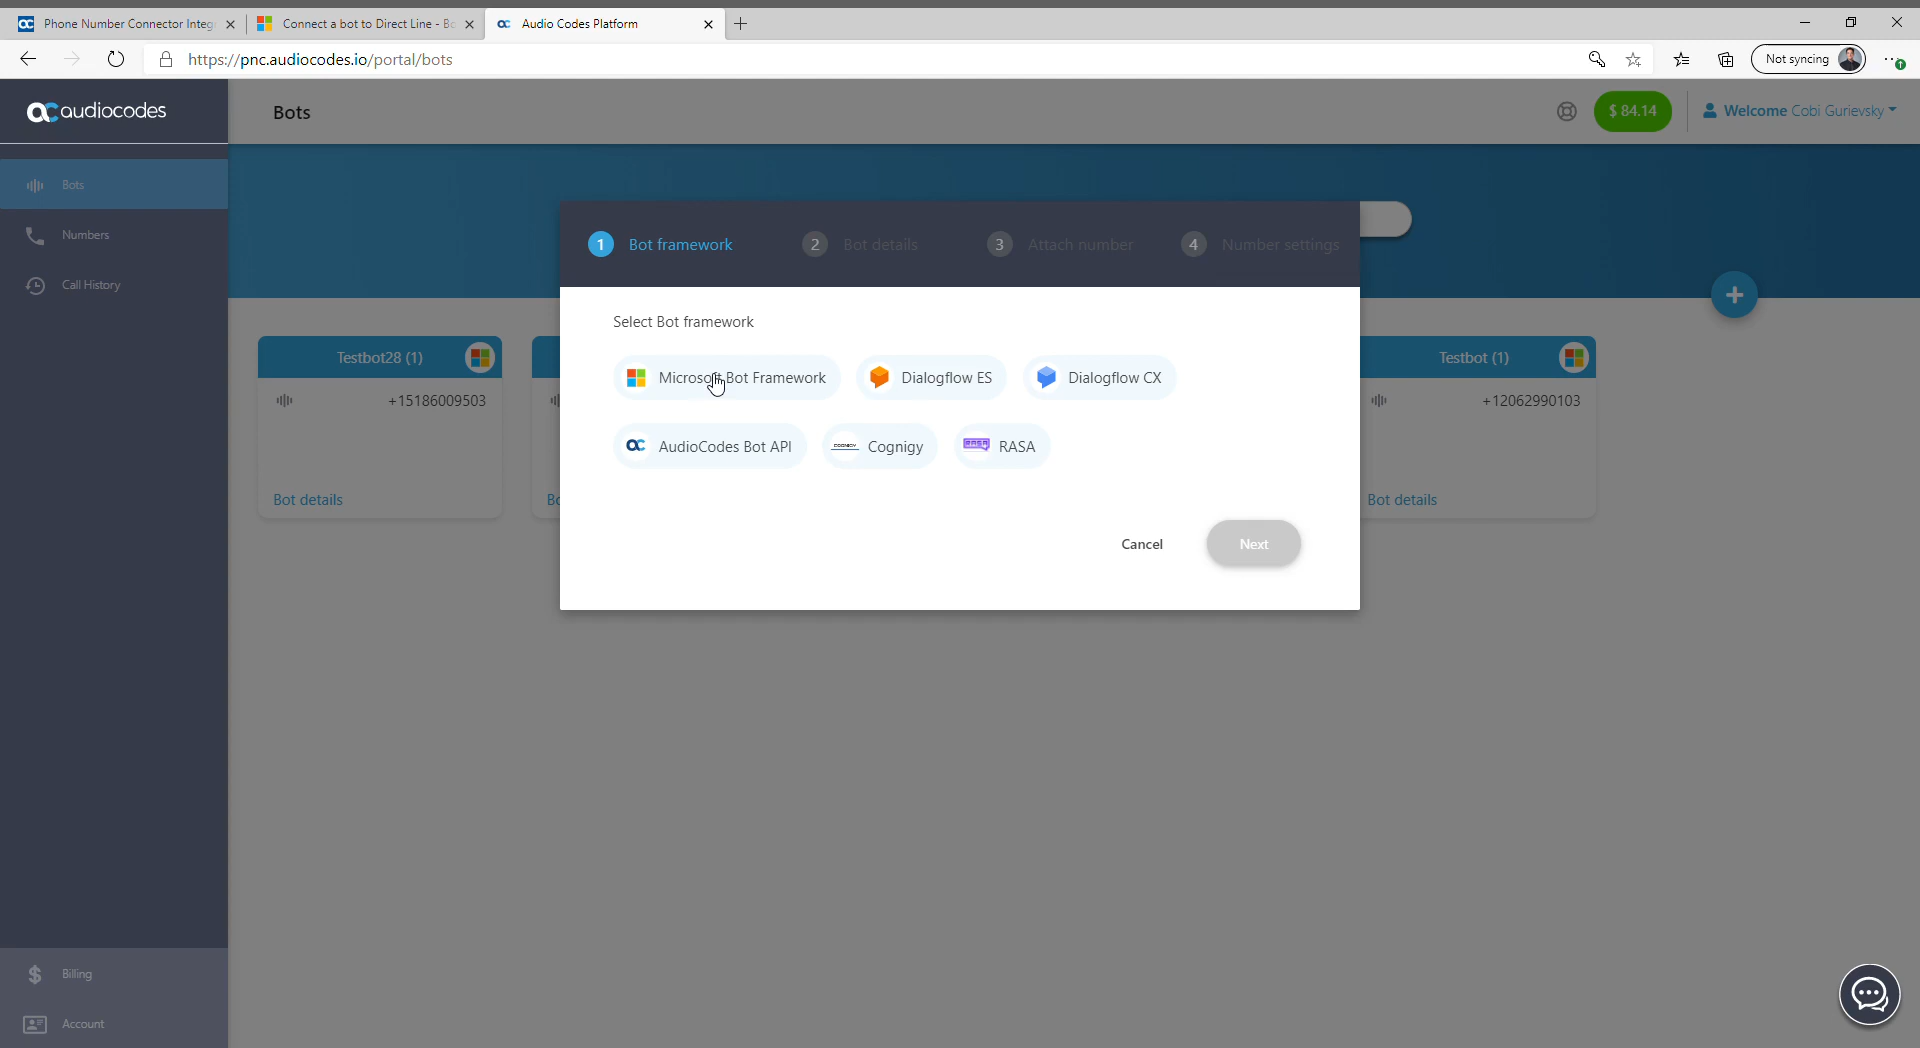 Phone Number Connector Integ
Connect a bot to Direct Line - Bo
Audio Codes Platform
https://pnc.audiocodes.io/portal/bots
Not syncing
audiocodes
Bots
$ 84.14
Welcome Cobi Gurievsky
Bots
Numbers
Call History
1 Bot framework
2 Bot details
3 Attach number
4 Number settings
Select Bot framework
Microsoft Bot Framework
Dialogflow ES
Dialogflow CX
AudioCodes Bot API
COGNIGY
Cognigy
RASA
RASA
Cancel
Next
Testbot28 (1)
+15186009503
Bot details
Bo
Testbot (1)
+12062990103
Bot details
Billing
Account